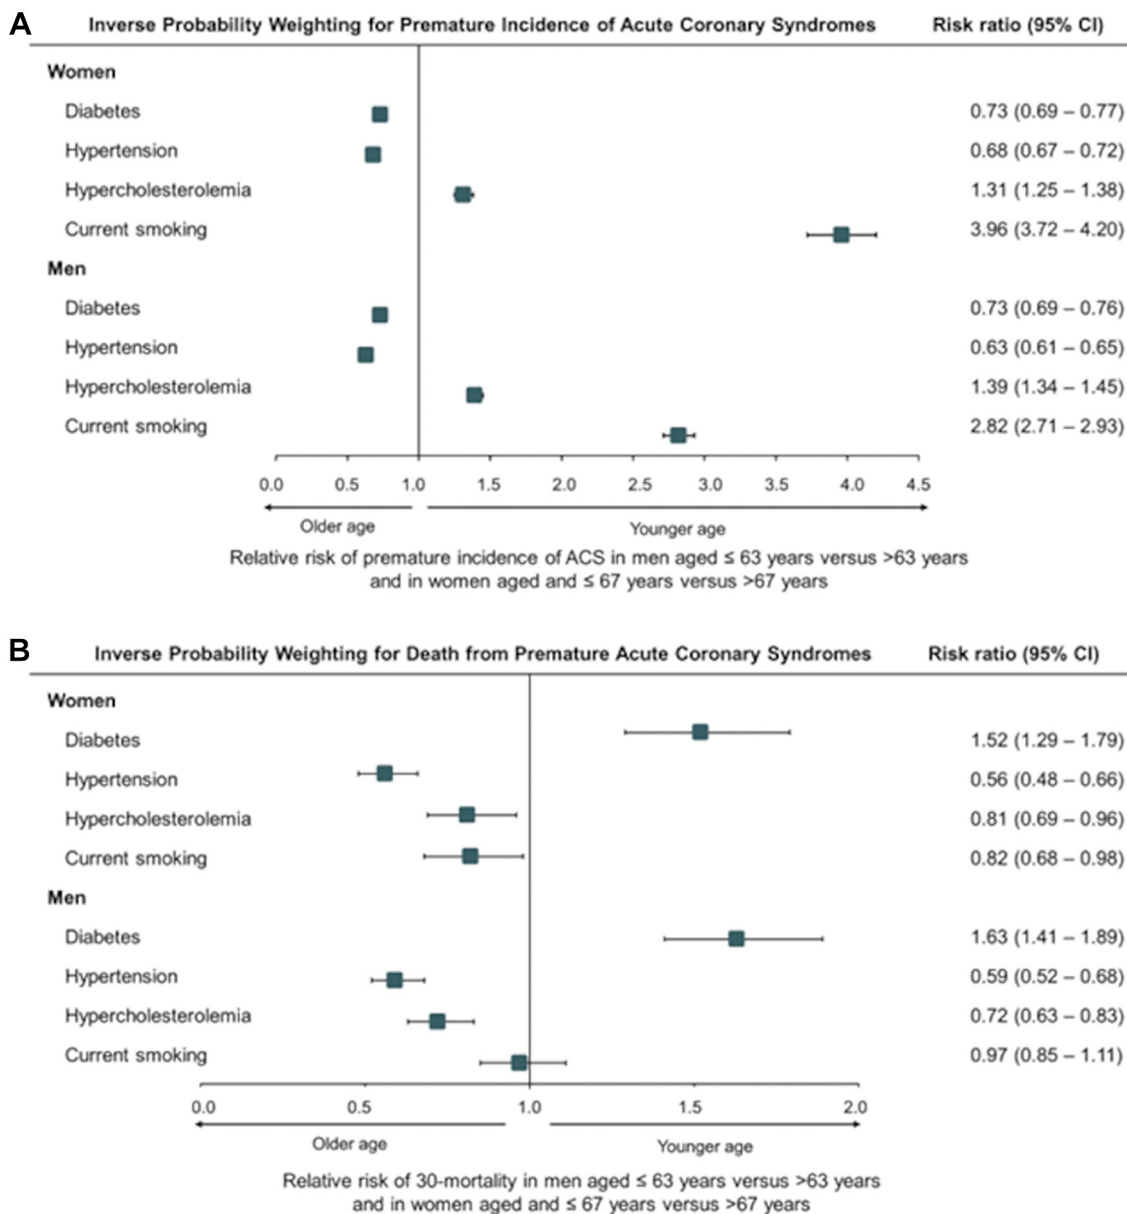 A
Inverse Probability Weighting for Premature Incidence of Acute Coronary Syndromes Risk ratio (95% CI)
Women
Diabetes 0.73 (0.69 – 0.77)
Hypertension 0.68 (0.67 – 0.72)
Hypercholesterolemia 1.31 (1.25 – 1.38)
Current smoking 3.96 (3.72 – 4.20)
Men
Diabetes 0.73 (0.69 – 0.76)
Hypertension 0.63 (0.61 – 0.65)
Hypercholesterolemia 1.39 (1.34 – 1.45)
Current smoking 2.82 (2.71 – 2.93)
0.0 0.5 1.0 1.5 2.0 2.5 3.0 3.5 4.0 4.5
Older age Younger age
Relative risk of premature incidence of ACS in men aged ≤ 63 years versus >63 years
and in women aged and ≤ 67 years versus >67 years
B
Inverse Probability Weighting for Death from Premature Acute Coronary Syndromes Risk ratio (95% CI)
Women
Diabetes 1.52 (1.29 – 1.79)
Hypertension 0.56 (0.48 – 0.66)
Hypercholesterolemia 0.81 (0.69 – 0.96)
Current smoking 0.82 (0.68 – 0.98)
Men
Diabetes 1.63 (1.41 – 1.89)
Hypertension 0.59 (0.52 – 0.68)
Hypercholesterolemia 0.72 (0.63 – 0.83)
Current smoking 0.97 (0.85 – 1.11)
0.0 0.5 1.0 1.5 2.0
Older age Younger age
Relative risk of 30-mortality in men aged ≤ 63 years versus >63 years
and in women aged and ≤ 67 years versus >67 years